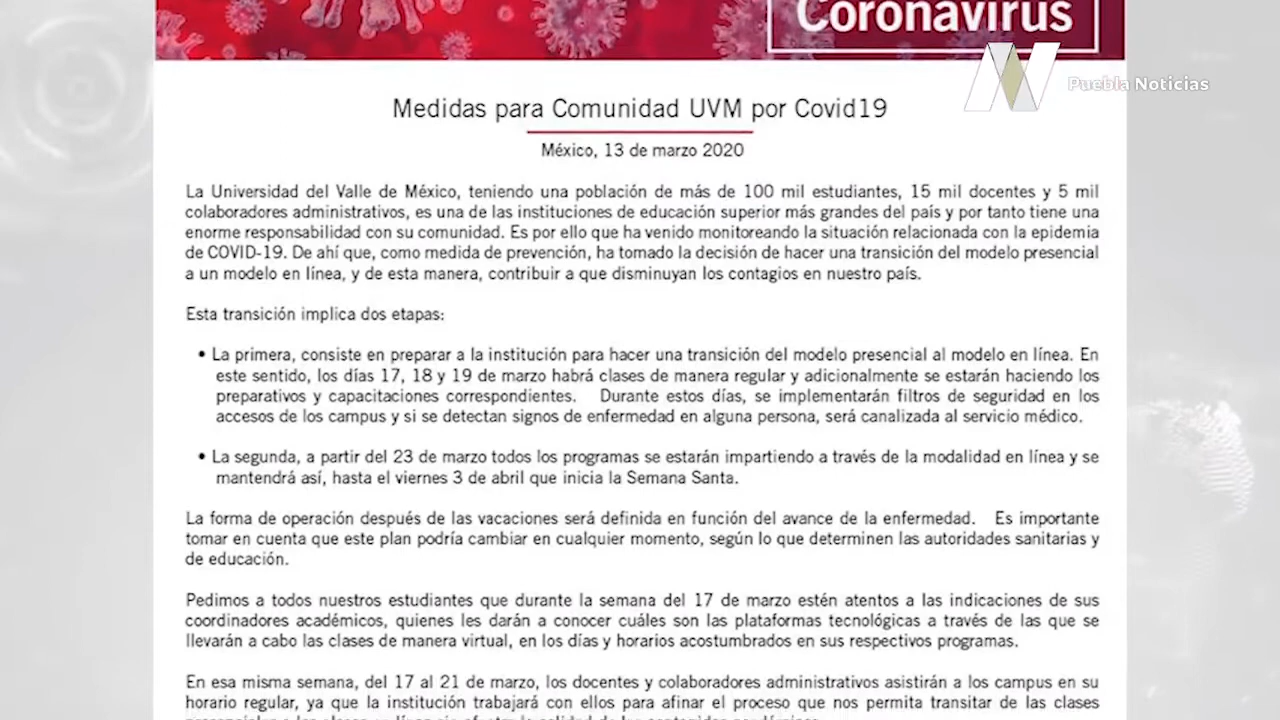 Coronavirus
Puebla Noticias
Medidas para Comunidad UVM por Covid19
México, 13 de marzo 2020
La Universidad del Valle de México, teniendo una población de más de 100 mil estudiantes, 15 mil docentes y 5 mil
colaboradores administrativos, es una de las instituciones de educación superior más grandes del país y por tanto tiene una
enorme responsabilidad con su comunidad. Es por ello que ha venido monitoreando la situación relacionada con la epidemia
de COVID-19. De ahí que, como medida de prevención, ha tomado la decisión de hacer una transición del modelo presencial
a un modelo en línea, y de esta manera, contribuir a que disminuyan los contagios en nuestro país.
Esta transición implica dos etapas:
• La primera, consiste en preparar a la institución para hacer una transición del modelo presencial al modelo en línea. En
este sentido, los días 17, 18 y 19 de marzo habrá clases de manera regular y adicionalmente se estarán haciendo los
preparativos y capacitaciones correspondientes. Durante estos días, se implementarán filtros de seguridad en los
accesos de los campus y si se detectan signos de enfermedad en alguna persona, será canalizada al servicio médico.
• La segunda, a partir del 23 de marzo todos los programas se estarán impartiendo a través de la modalidad en línea y se
mantendrá así, hasta el viernes 3 de abril que inicia la Semana Santa.
La forma de operación después de las vacaciones será definida en función del avance de la enfermedad. Es importante
tomar en cuenta que este plan podría cambiar en cualquier momento, según lo que determinen las autoridades sanitarias y
de educación.
Pedimos a todos nuestros estudiantes que durante la semana del 17 de marzo estén atentos a las indicaciones de sus
coordinadores académicos, quienes les darán a conocer cuáles son las plataformas tecnológicas a través de las que se
llevarán a cabo las clases de manera virtual, en los días y horarios acostumbrados en sus respectivos programas.
En esa misma semana, del 17 al 21 de marzo, los docentes y colaboradores administrativos asistirán a los campus en su
horario regular, ya que la institución trabajará con ellos para afinar el proceso que nos permita transitar de las clases